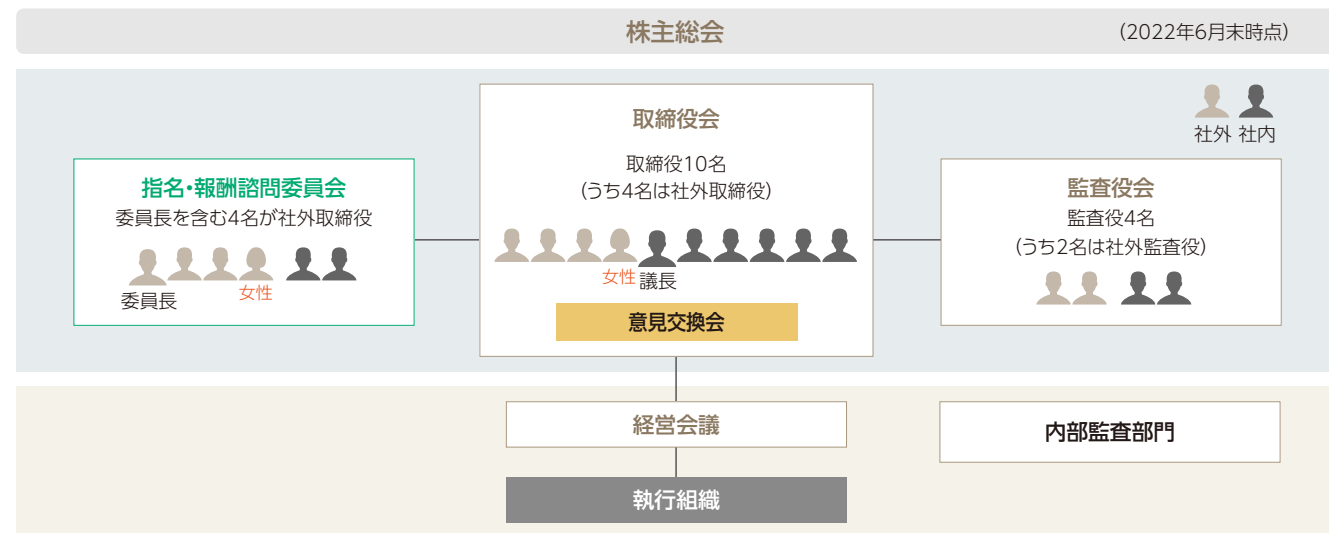 株主総会
（2022年6月末時点）
社外 社内
指名・報酬諮問委員会
委員長を含む4名が社外取締役
委員長
女性
取締役会
取締役10名
（うち4名は社外取締役）
女性 議長
意見交換会
監査役会
監査役4名
（うち2名は社外監査役）
経営会議
内部監査部門
執行組織